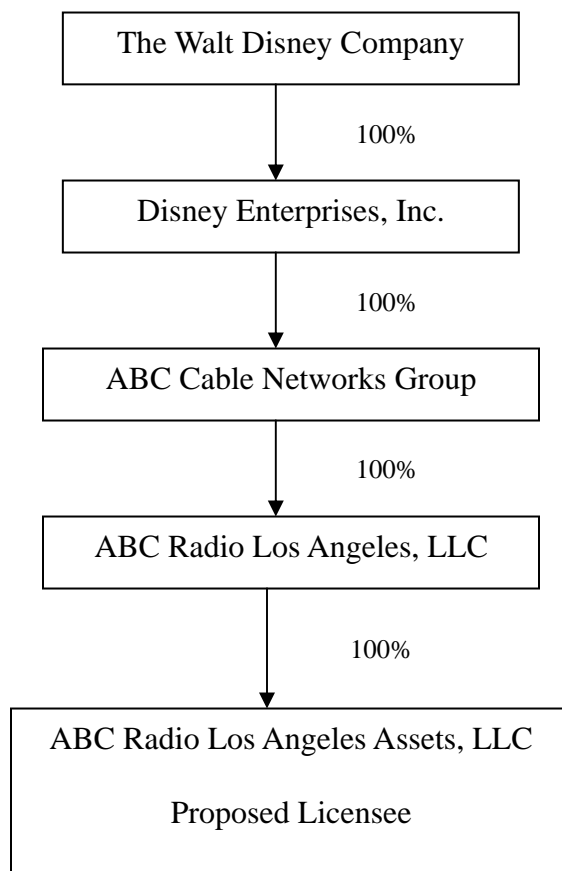 The Walt Disney Company
100%
Disney Enterprises, Inc.
100%
ABC Cable Networks Group
100%
ABC Radio Los Angeles, LLC
100%
ABC Radio Los Angeles Assets, LLC
Proposed Licensee